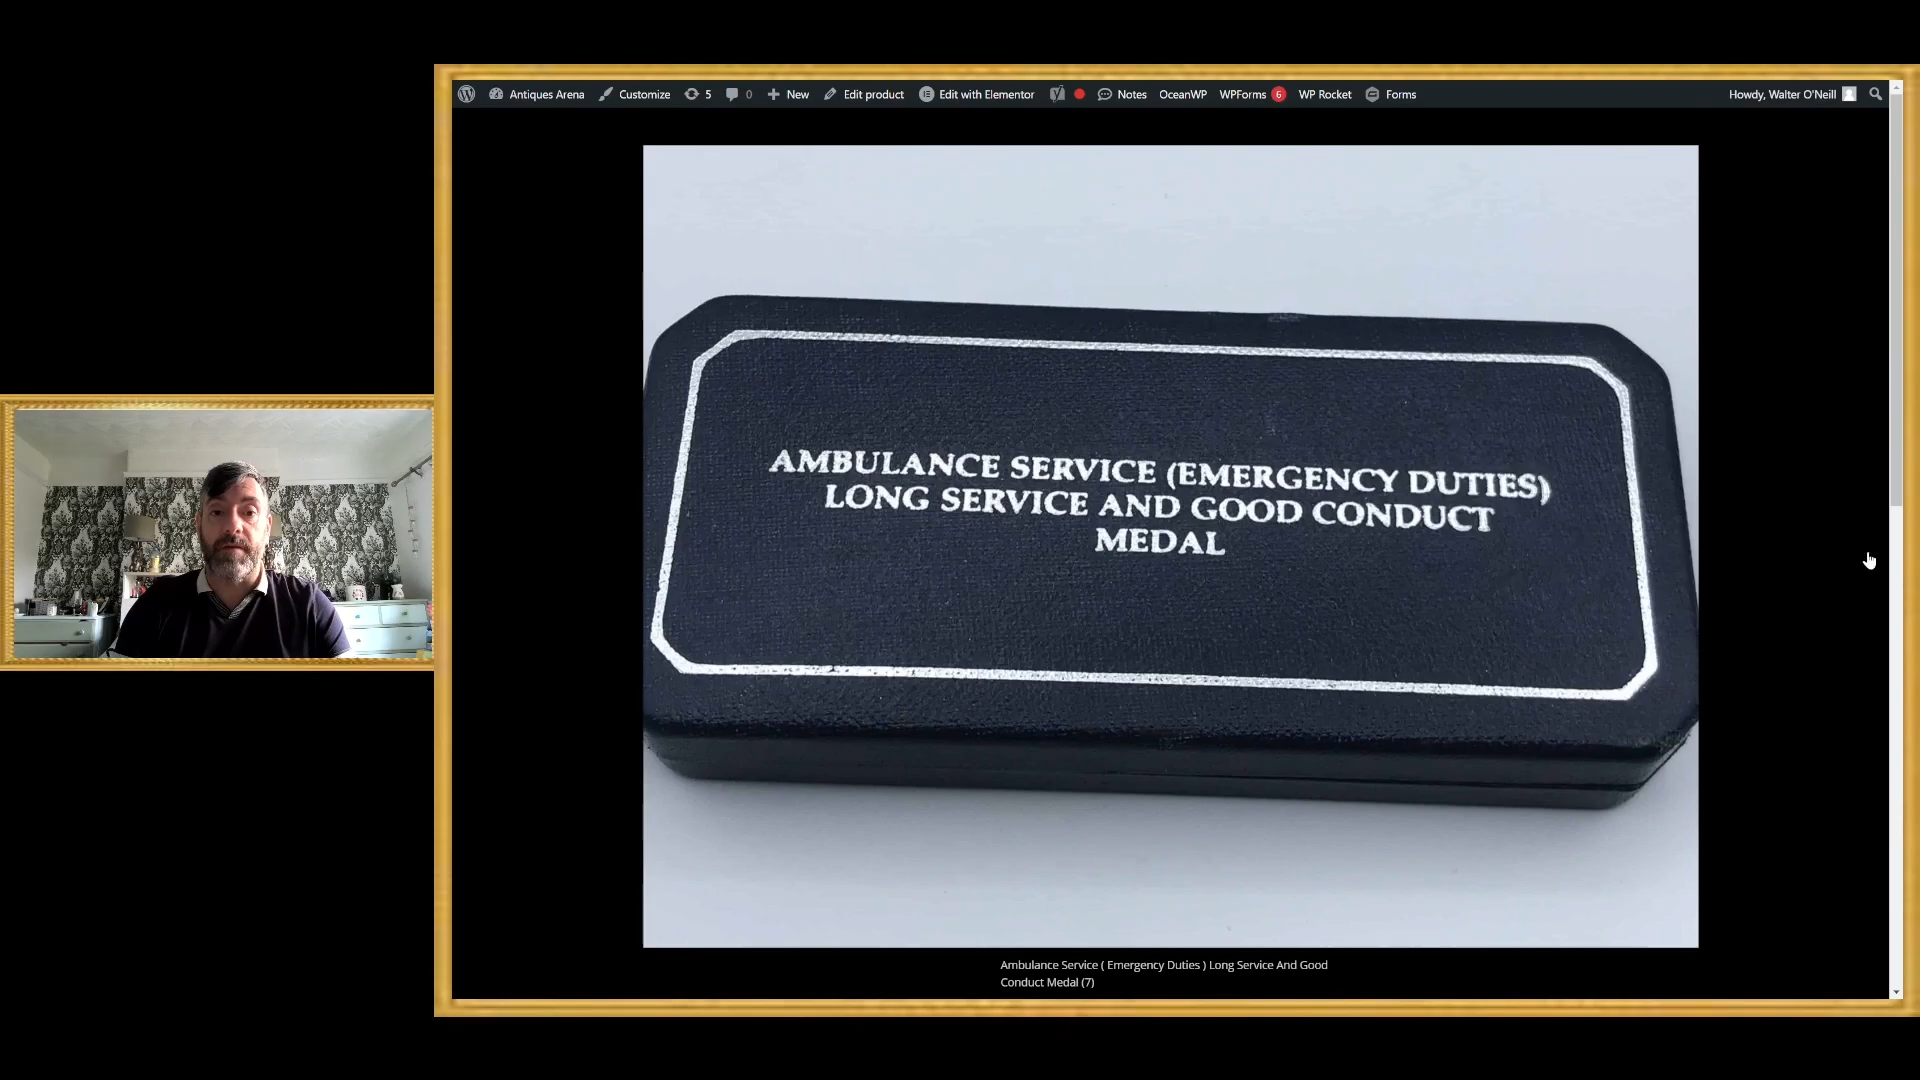 Antiques Arena Customize 5 0 New Edit product Edit with Elementor Notes OceanWP WPForms 6 WP Rocket Forms Howdy, Walter O'Neill
AMBULANCE SERVICE (EMERGENCY DUTIES)
LONG SERVICE AND GOOD CONDUCT
MEDAL
Ambulance Service ( Emergency Duties ) Long Service And Good
Conduct Medal (7)